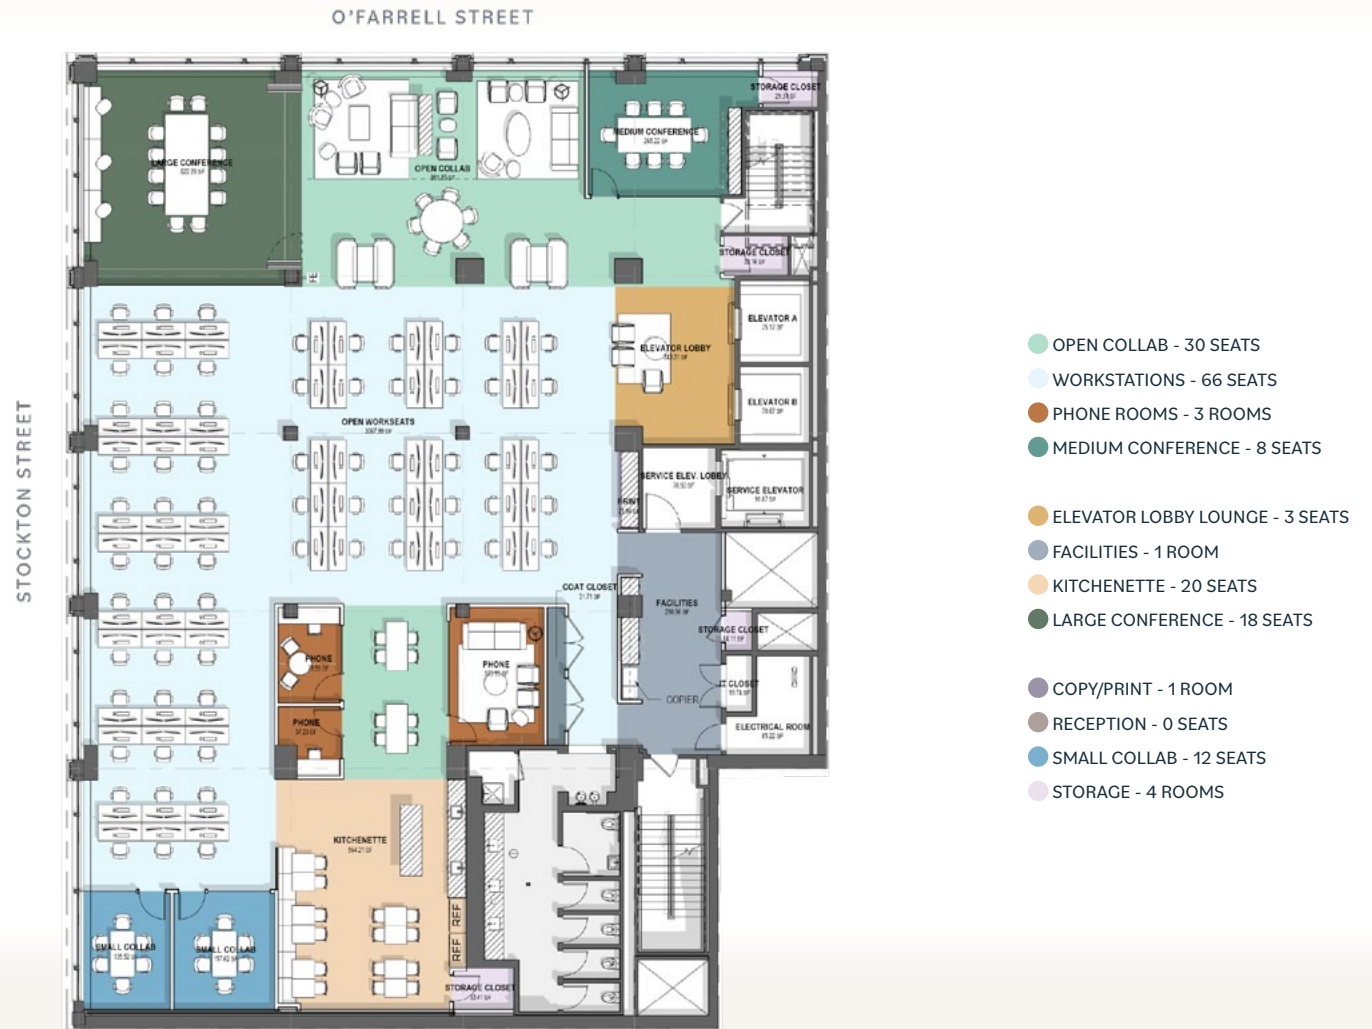 O'FARRELL STREET
STOCKTON STREET
STORAGE CLOSET
MEDIUM CONFERENCE
LARGE CONFERENCE
OPEN COLLAB
STORAGE CLOSET
FE
ELEVATOR A
ELEVATOR LOBBY
ELEVATOR B
OPEN WORKSEATS
SERVICE ELEV. LOBBY
SERVICE ELEVATOR
PRINT
COAT CLOSET
FACILITIES
STORAGE CLOSET
PHONE
PHONE
IT CLOSET
COPIER
PHONE
ELECTRICAL ROOM
KITCHENETTE
REF
REF
SMALL COLLAB
SMALL COLLAB
STORAGE CLOSET
OPEN COLLAB - 30 SEATS
WORKSTATIONS - 66 SEATS
PHONE ROOMS - 3 ROOMS
MEDIUM CONFERENCE - 8 SEATS
ELEVATOR LOBBY LOUNGE - 3 SEATS
FACILITIES - 1 ROOM
KITCHENETTE - 20 SEATS
LARGE CONFERENCE - 18 SEATS
COPY/PRINT - 1 ROOM
RECEPTION - 0 SEATS
SMALL COLLAB - 12 SEATS
STORAGE - 4 ROOMS